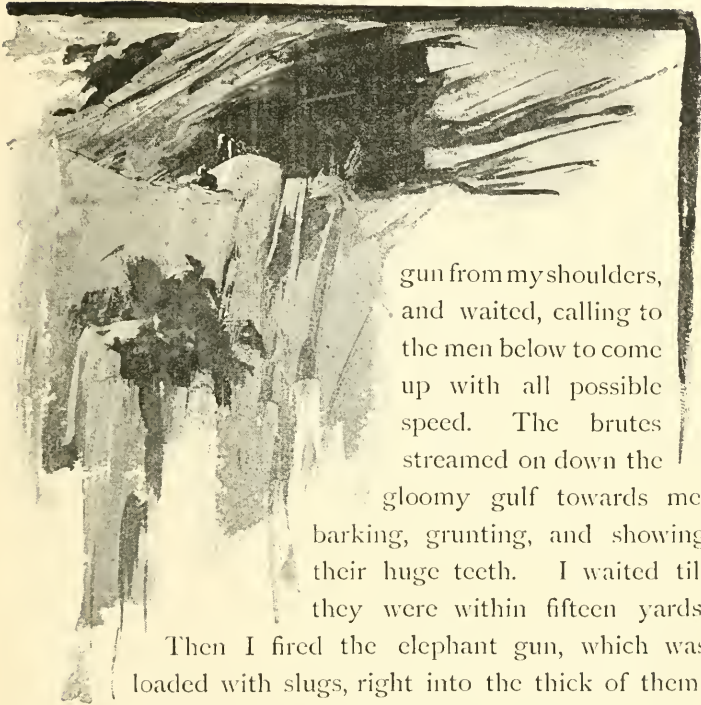 gun from my shoulders,
and waited, calling to
the men below to come
up with all possible
speed. The brutes
streamed on down the
gloomy gulf towards me
barking, grunting, and showing
their huge teeth. I waited til
they were within fifteen yards
Then I fired the elephant gun, which was
loaded with slugs, right into the thick of them